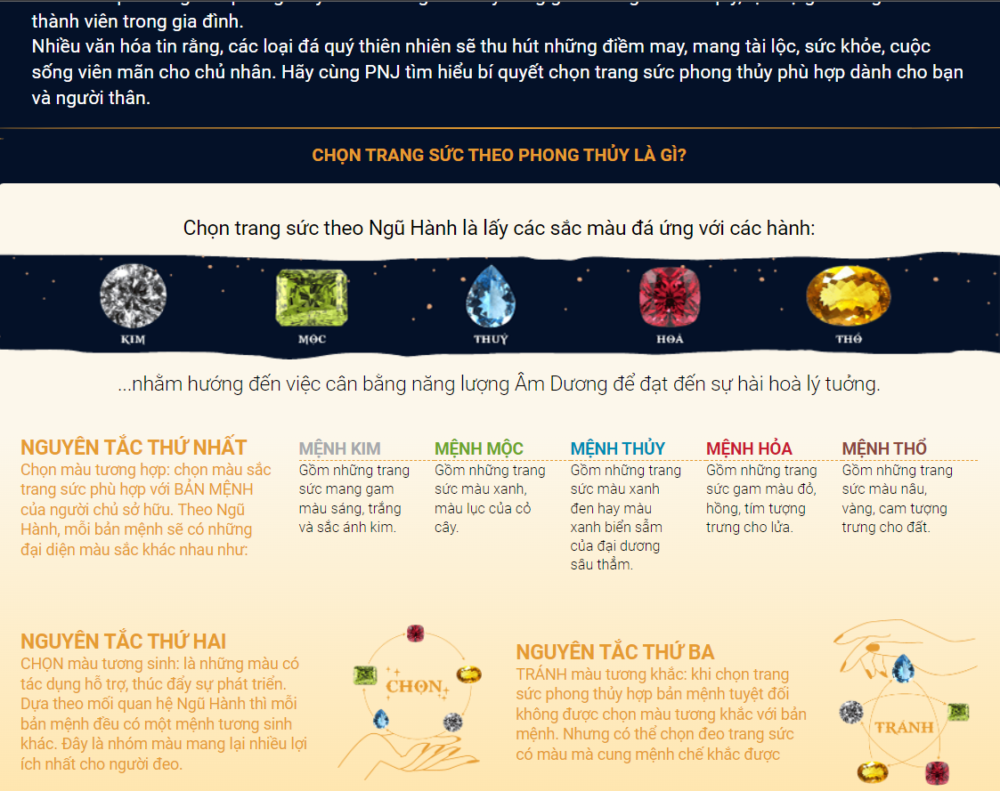 thành viên trong gia đình.
Nhiều văn hóa tin rằng, các loại đá quý thiên nhiên sẽ thu hút những điềm may, mang tài lộc, sức khỏe, cuộc
sống viên mãn cho chủ nhân. Hãy cùng PNJ tìm hiểu bí quyết chọn trang sức phong thủy phù hợp dành cho bạn
và người thân.
CHỌN TRANG SỨC THEO PHONG THỦY LÀ GÌ?
Chọn trang sức theo Ngũ Hành là lấy các sắc màu đá ứng với các hành:
KIM
MỘC
THUỶ
HOẢ
THỔ
...nhằm hướng đến việc cân bằng năng lượng Âm Dương để đạt đến sự hài hoà lý tưởng.
NGUYÊN TẮC THỨ NHẤT
Chọn màu tương hợp: chọn màu sắc
trang sức phù hợp với BẢN MỆNH
của người chủ sở hữu. Theo Ngũ
Hành, mỗi bản mệnh sẽ có những
đại diện màu sắc khác nhau như:
MỆNH KIM
Gồm những trang
sức mang gam
màu sáng, trắng
và sắc ánh kim.
MỆNH MỘC
Gồm những trang
sức màu xanh,
màu lục của cỏ
cây.
MỆNH THỦY
Gồm những trang
sức màu xanh
đen hay màu
xanh biển sẫm
của đại dương
sâu thẳm.
MỆNH HỎA
Gồm những trang
sức gam màu đỏ,
hồng, tím tượng
trưng cho lửa.
MỆNH THỔ
Gồm những trang
sức màu nâu,
vàng, cam tượng
trưng cho đất.
NGUYÊN TẮC THỨ HAI
CHỌN màu tương sinh: là những màu có
tác dụng hỗ trợ, thúc đẩy sự phát triển.
Dựa theo mối quan hệ Ngũ Hành thì mỗi
bản mệnh đều có một mệnh tương sinh
khác. Đây là nhóm màu mang lại nhiều lợi
ích nhất cho người đeo.
CHỌN
NGUYÊN TẮC THỨ BA
TRÁNH màu tương khắc: khi chọn trang
sức phong thủy hợp bản mệnh tuyệt đối
không được chọn màu tương khắc với bản
mệnh. Nhưng có thể chọn đeo trang sức
có màu mà cung mệnh chế khắc được
TRÁNH